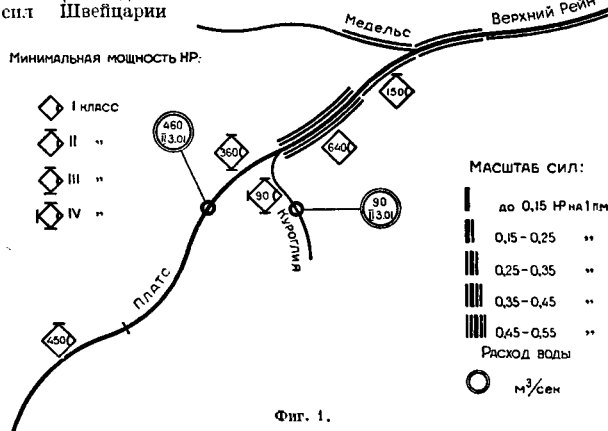 сил Швейцарии
Медельс
Верхний Рейн
Минимальная мощность НР:
I класс
II „
III „
IV „
460
II 3.01
360
640
150
90
90
II 3.01
Куроглия
Платс
450
Масштаб сил:
до 0,15 НР на 1 пм
0,15-0,25 „
0,25-0,35 „
0,35-0,45 „
0,45-0,55 „
Расход воды
м³/сек
Фиг. 1.